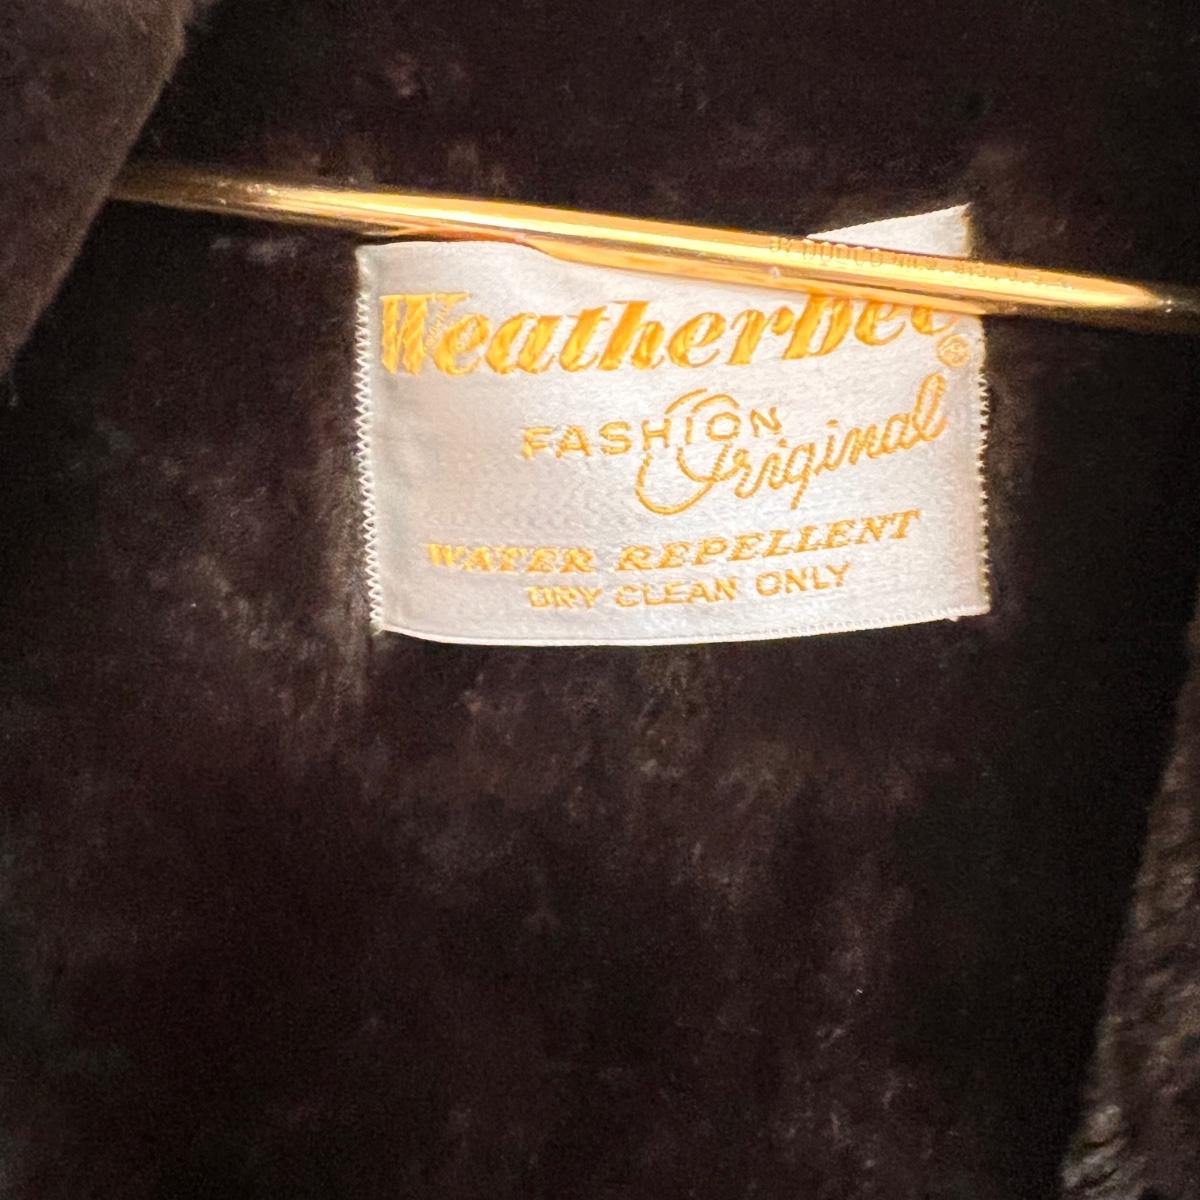 Weatherbee®
FASHION Original
WATER REPELLENT
DRY CLEAN ONLY